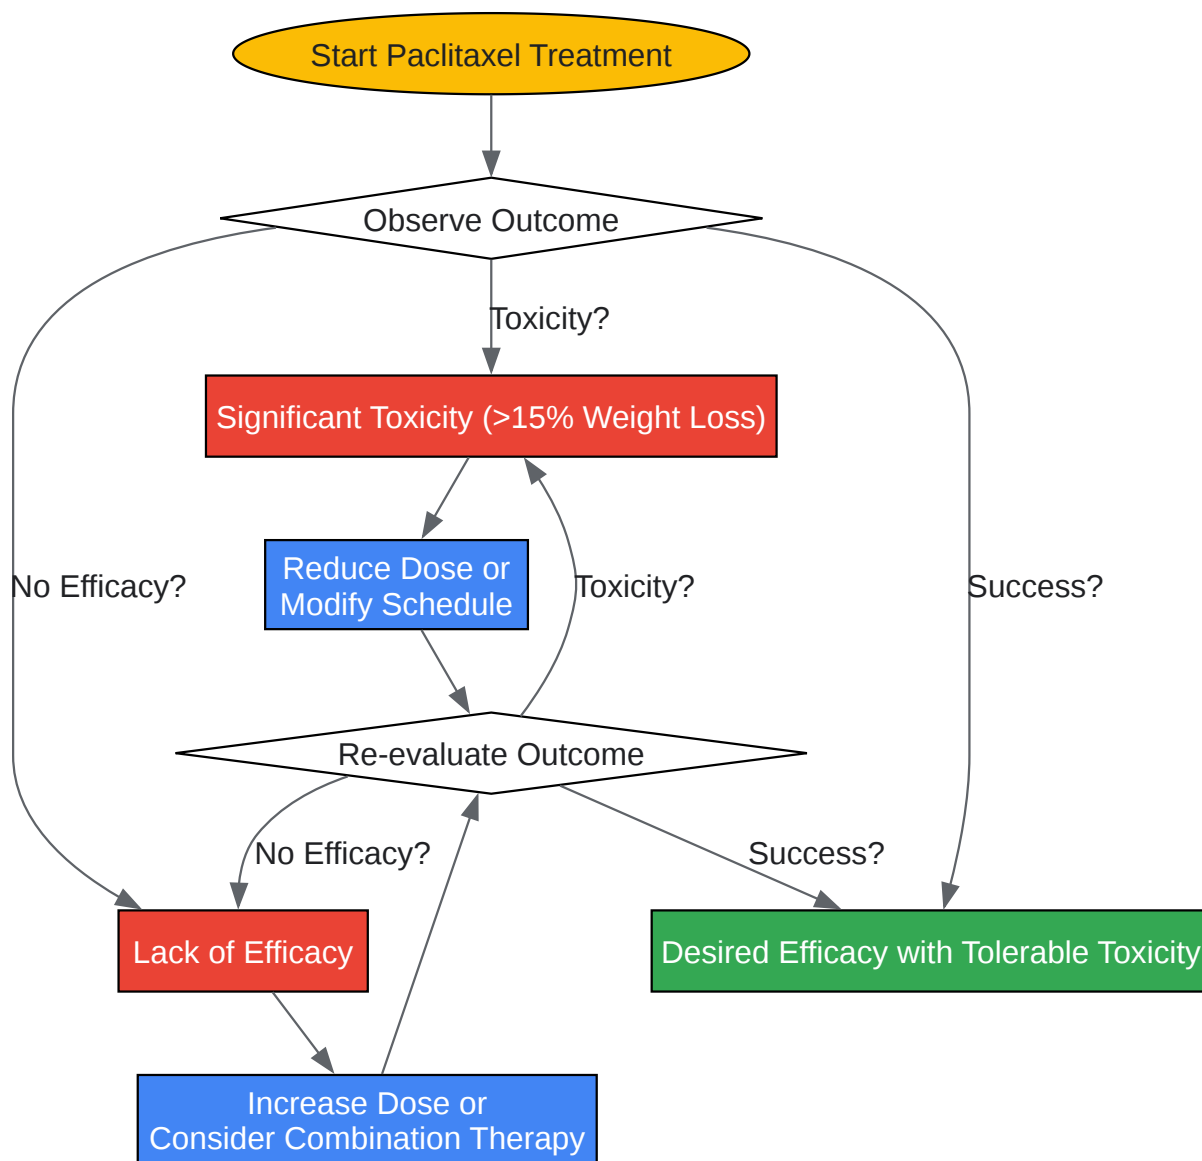 Start Paclitaxel Treatment
Observe Outcome
Toxicity?
Significant Toxicity (>15% Weight Loss)
Reduce Dose or
Modify Schedule
No Efficacy?
Toxicity?
Success?
Re-evaluate Outcome
No Efficacy?
Success?
Lack of Efficacy
Desired Efficacy with Tolerable Toxicity
Increase Dose or
Consider Combination Therapy